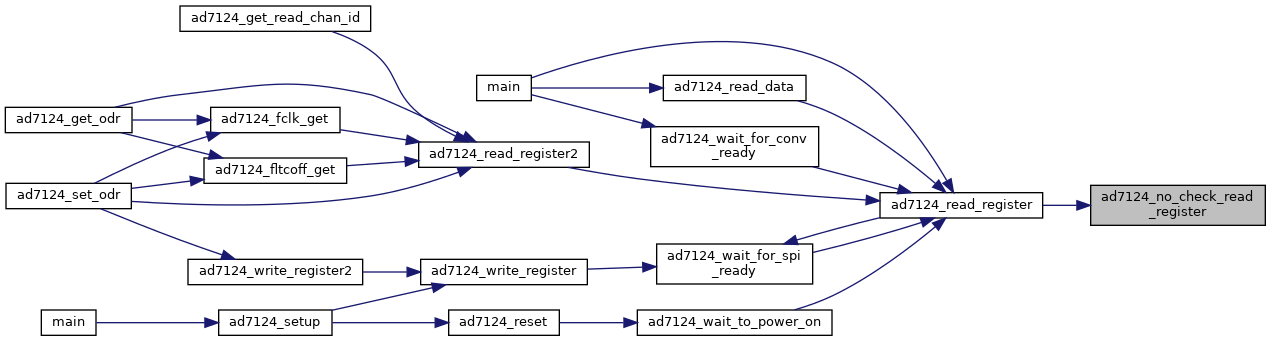 ad7124_get_read_chan_id
main
ad7124_read_data
ad7124_get_odr
ad7124_fclk_get
ad7124_wait_for_conv
_ready
ad7124_read_register2
ad7124_fltcoff_get
ad7124_set_odr
ad7124_read_register
ad7124_no_check_read
_register
ad7124_wait_for_spi
_ready
ad7124_write_register2
ad7124_write_register
main
ad7124_setup
ad7124_reset
ad7124_wait_to_power_on